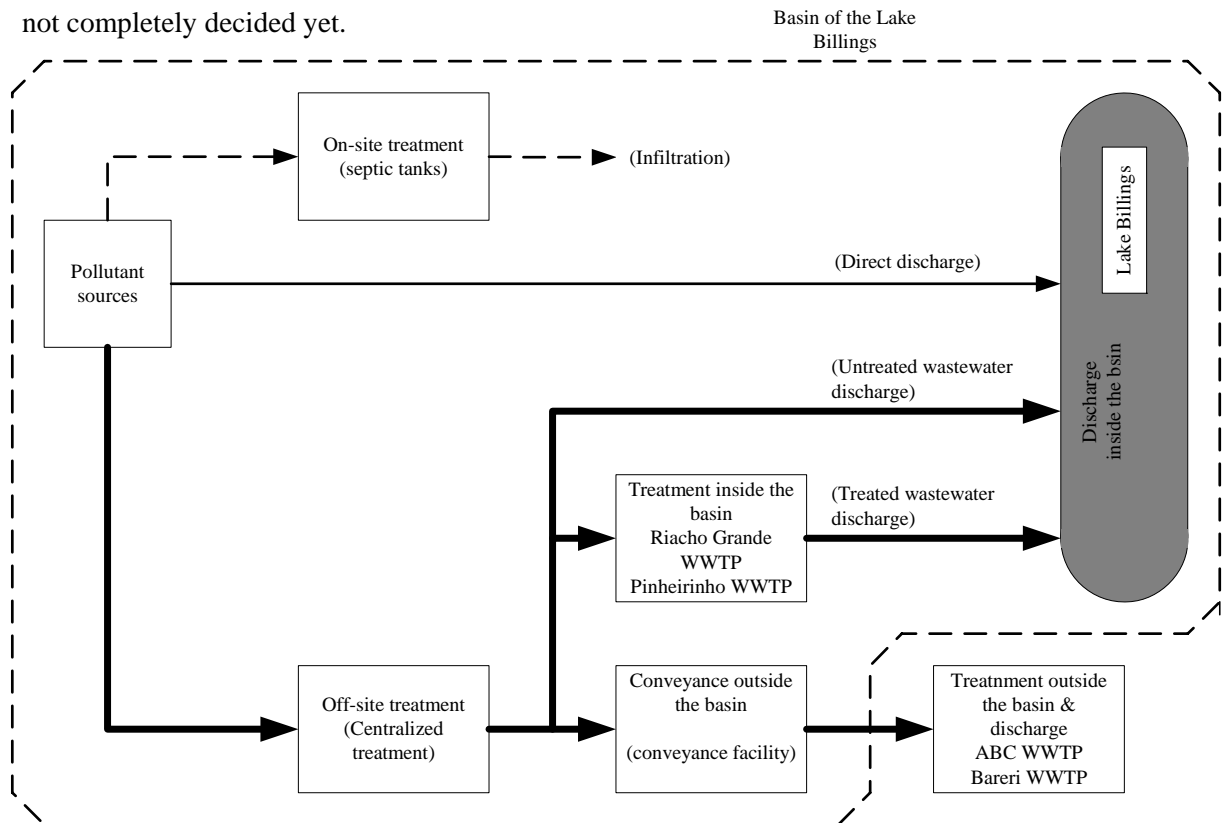 not completely decided yet.
Basin of the Lake
Billings
On-site treatment
(septic tanks)
(Infiltration)
Lake Billings
Pollutant
sources
(Direct discharge)
(Untreated wastewater
discharge)
Discharge
inside the bsin
Treatment inside the
basin
Riacho Grande
WWTP
Pinheirinho WWTP
(Treated wastewater
discharge)
Off-site treatment
(Centralized
treatment)
Conveyance outside
the basin
(conveyance facility)
Treatnment outside
the basin &
discharge
ABC WWTP
Bareri WWTP